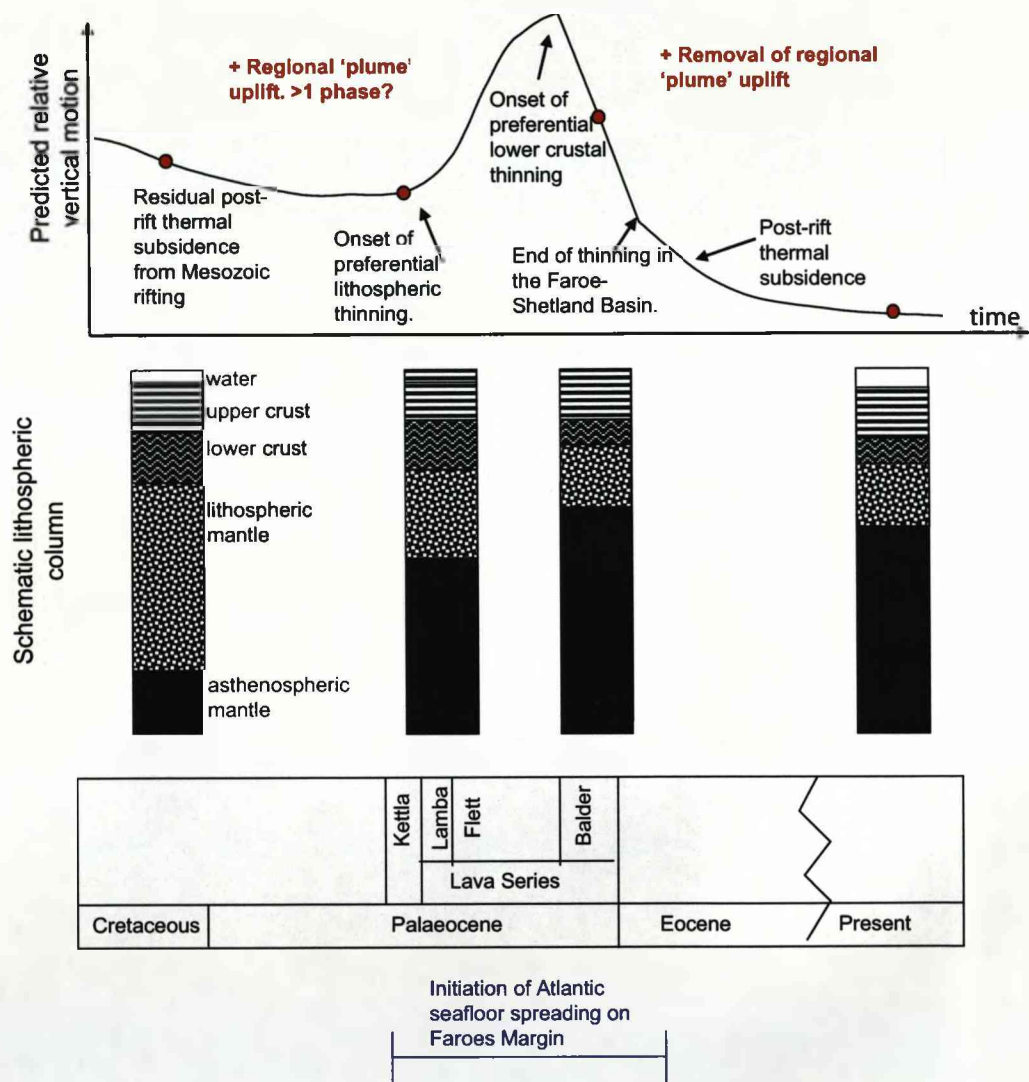 + Regional 'plume'
uplift. >1 phase?
+ Removal of regional
'plume' uplift
Predicted relative
vertical motion
Onset of
preferential
lower crustal
thinning
Residual post-
rift thermal
subsidence
from Mesozoic
rifting
Onset of
preferential
lithospheric
thinning.
End of thinning in
the Faroe-
Shetland Basin.
Post-rift
thermal
subsidence
time
Schematic lithospheric
column
water
upper crust
lower crust
lithospheric
mantle
asthenospheric
mantle
Kettla
Lamba
Flett
Balder
Lava Series
Cretaceous
Palaeocene
Eocene
Present
Initiation of Atlantic
seafloor spreading on
Faroes Margin